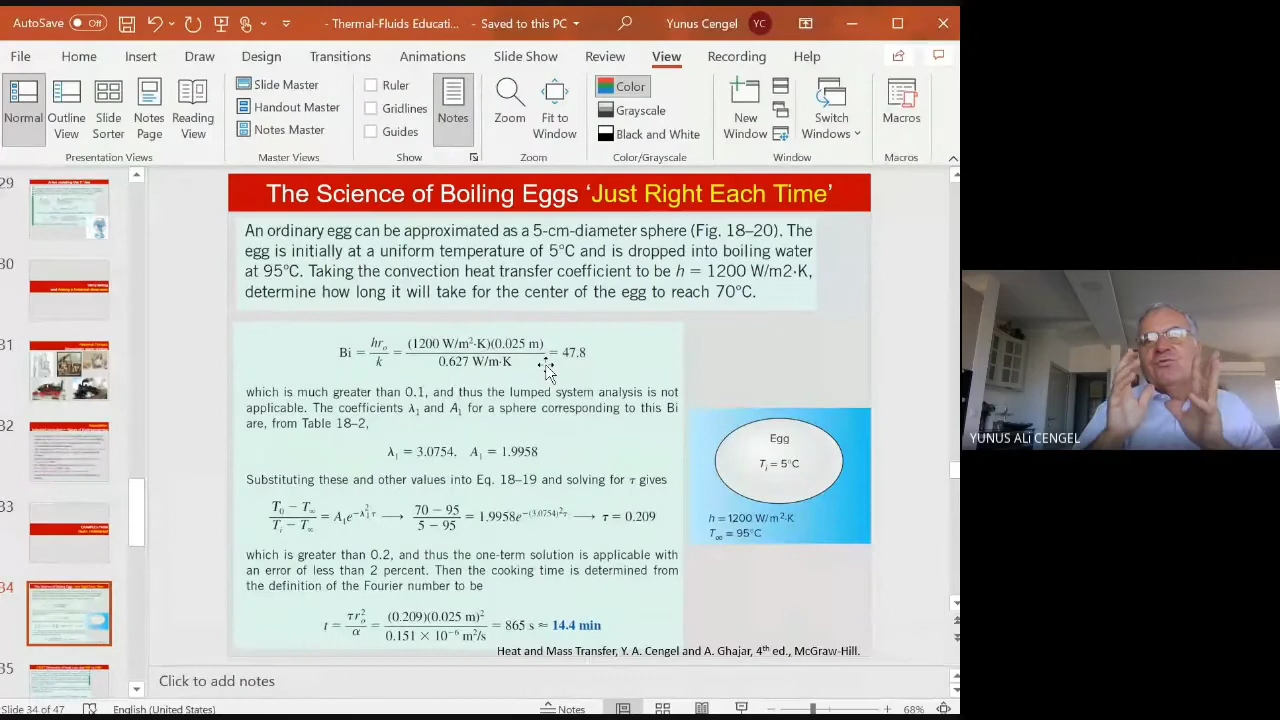 AutoSave Off - Thermal-Fluids Educati... - Saved to this PC Yunus Cengel YC
File Home Insert Draw Design Transitions Animations Slide Show Review View Recording Help
Normal Outline View Slide Sorter Notes Page Reading View
Presentation Views
Slide Master
Handout Master
Notes Master
Master Views
Ruler
Gridlines
Guides
Show
Notes
Zoom Fit to Window
Zoom
Color
Grayscale
Black and White
Color/Grayscale
New Window Switch Windows
Window
Macros
Macros
29
30
31
32
33
34
35
The Science of Boiling Eggs ‘Just Right Each Time’
An ordinary egg can be approximated as a 5-cm-diameter sphere (Fig. 18–20). The
egg is initially at a uniform temperature of 5°C and is dropped into boiling water
at 95°C. Taking the convection heat transfer coefficient to be h = 1200 W/m2·K,
determine how long it will take for the center of the egg to reach 70°C.
Bi = hrₒ/k = (1200 W/m²·K)(0.025 m)/0.627 W/m·K = 47.8
which is much greater than 0.1, and thus the lumped system analysis is not
applicable. The coefficients λ₁ and A₁ for a sphere corresponding to this Bi
are, from Table 18–2,
λ₁ = 3.0754, A₁ = 1.9958
Substituting these and other values into Eq. 18–19 and solving for τ gives
(T₀ − T∞)/(Tᵢ − T∞) = A₁e^(−λ₁²τ) ⟶ (70 − 95)/(5 − 95) = 1.9958e^(−(3.0754)²τ) ⟶ τ = 0.209
which is greater than 0.2, and thus the one-term solution is applicable with
an error of less than 2 percent. Then the cooking time is determined from
the definition of the Fourier number to be
t = τrₒ²/α = (0.209)(0.025 m)²/0.151 × 10⁻⁶ m²/s = 865 s ≈ 14.4 min
Egg
Tᵢ = 5°C
h = 1200 W/m²·K
T∞ = 95°C
Heat and Mass Transfer, Y. A. Cengel and A. Ghajar, 4th ed., McGraw-Hill.
YUNUS ALİ CENGEL
Click to add notes
Slide 34 of 47 English (United States) Notes 68%